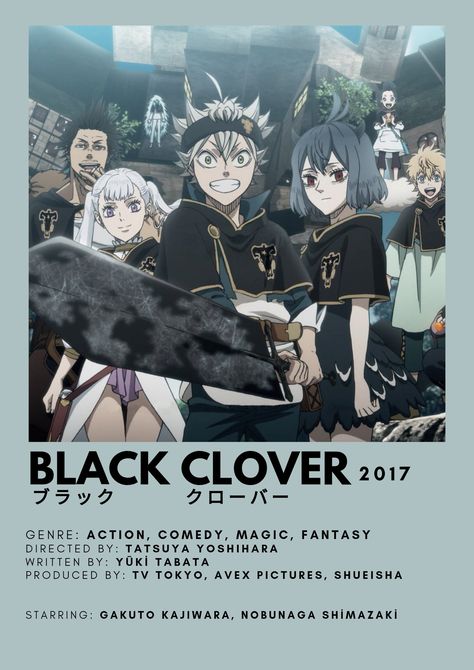 BLACK CLOVER 2017
ブラック クローバー
GENRE: ACTION, COMEDY, MAGIC, FANTASY
DIRECTED BY: TATSUYA YOSHIHARA
WRITTEN BY: YÜKİ TABATA
PRODUCED BY: TV TOKYO, AVEX PICTURES, SHUEISHA
STARRING: GAKUTO KAJIWARA, NOBUNAGA SHİMAZAKİ